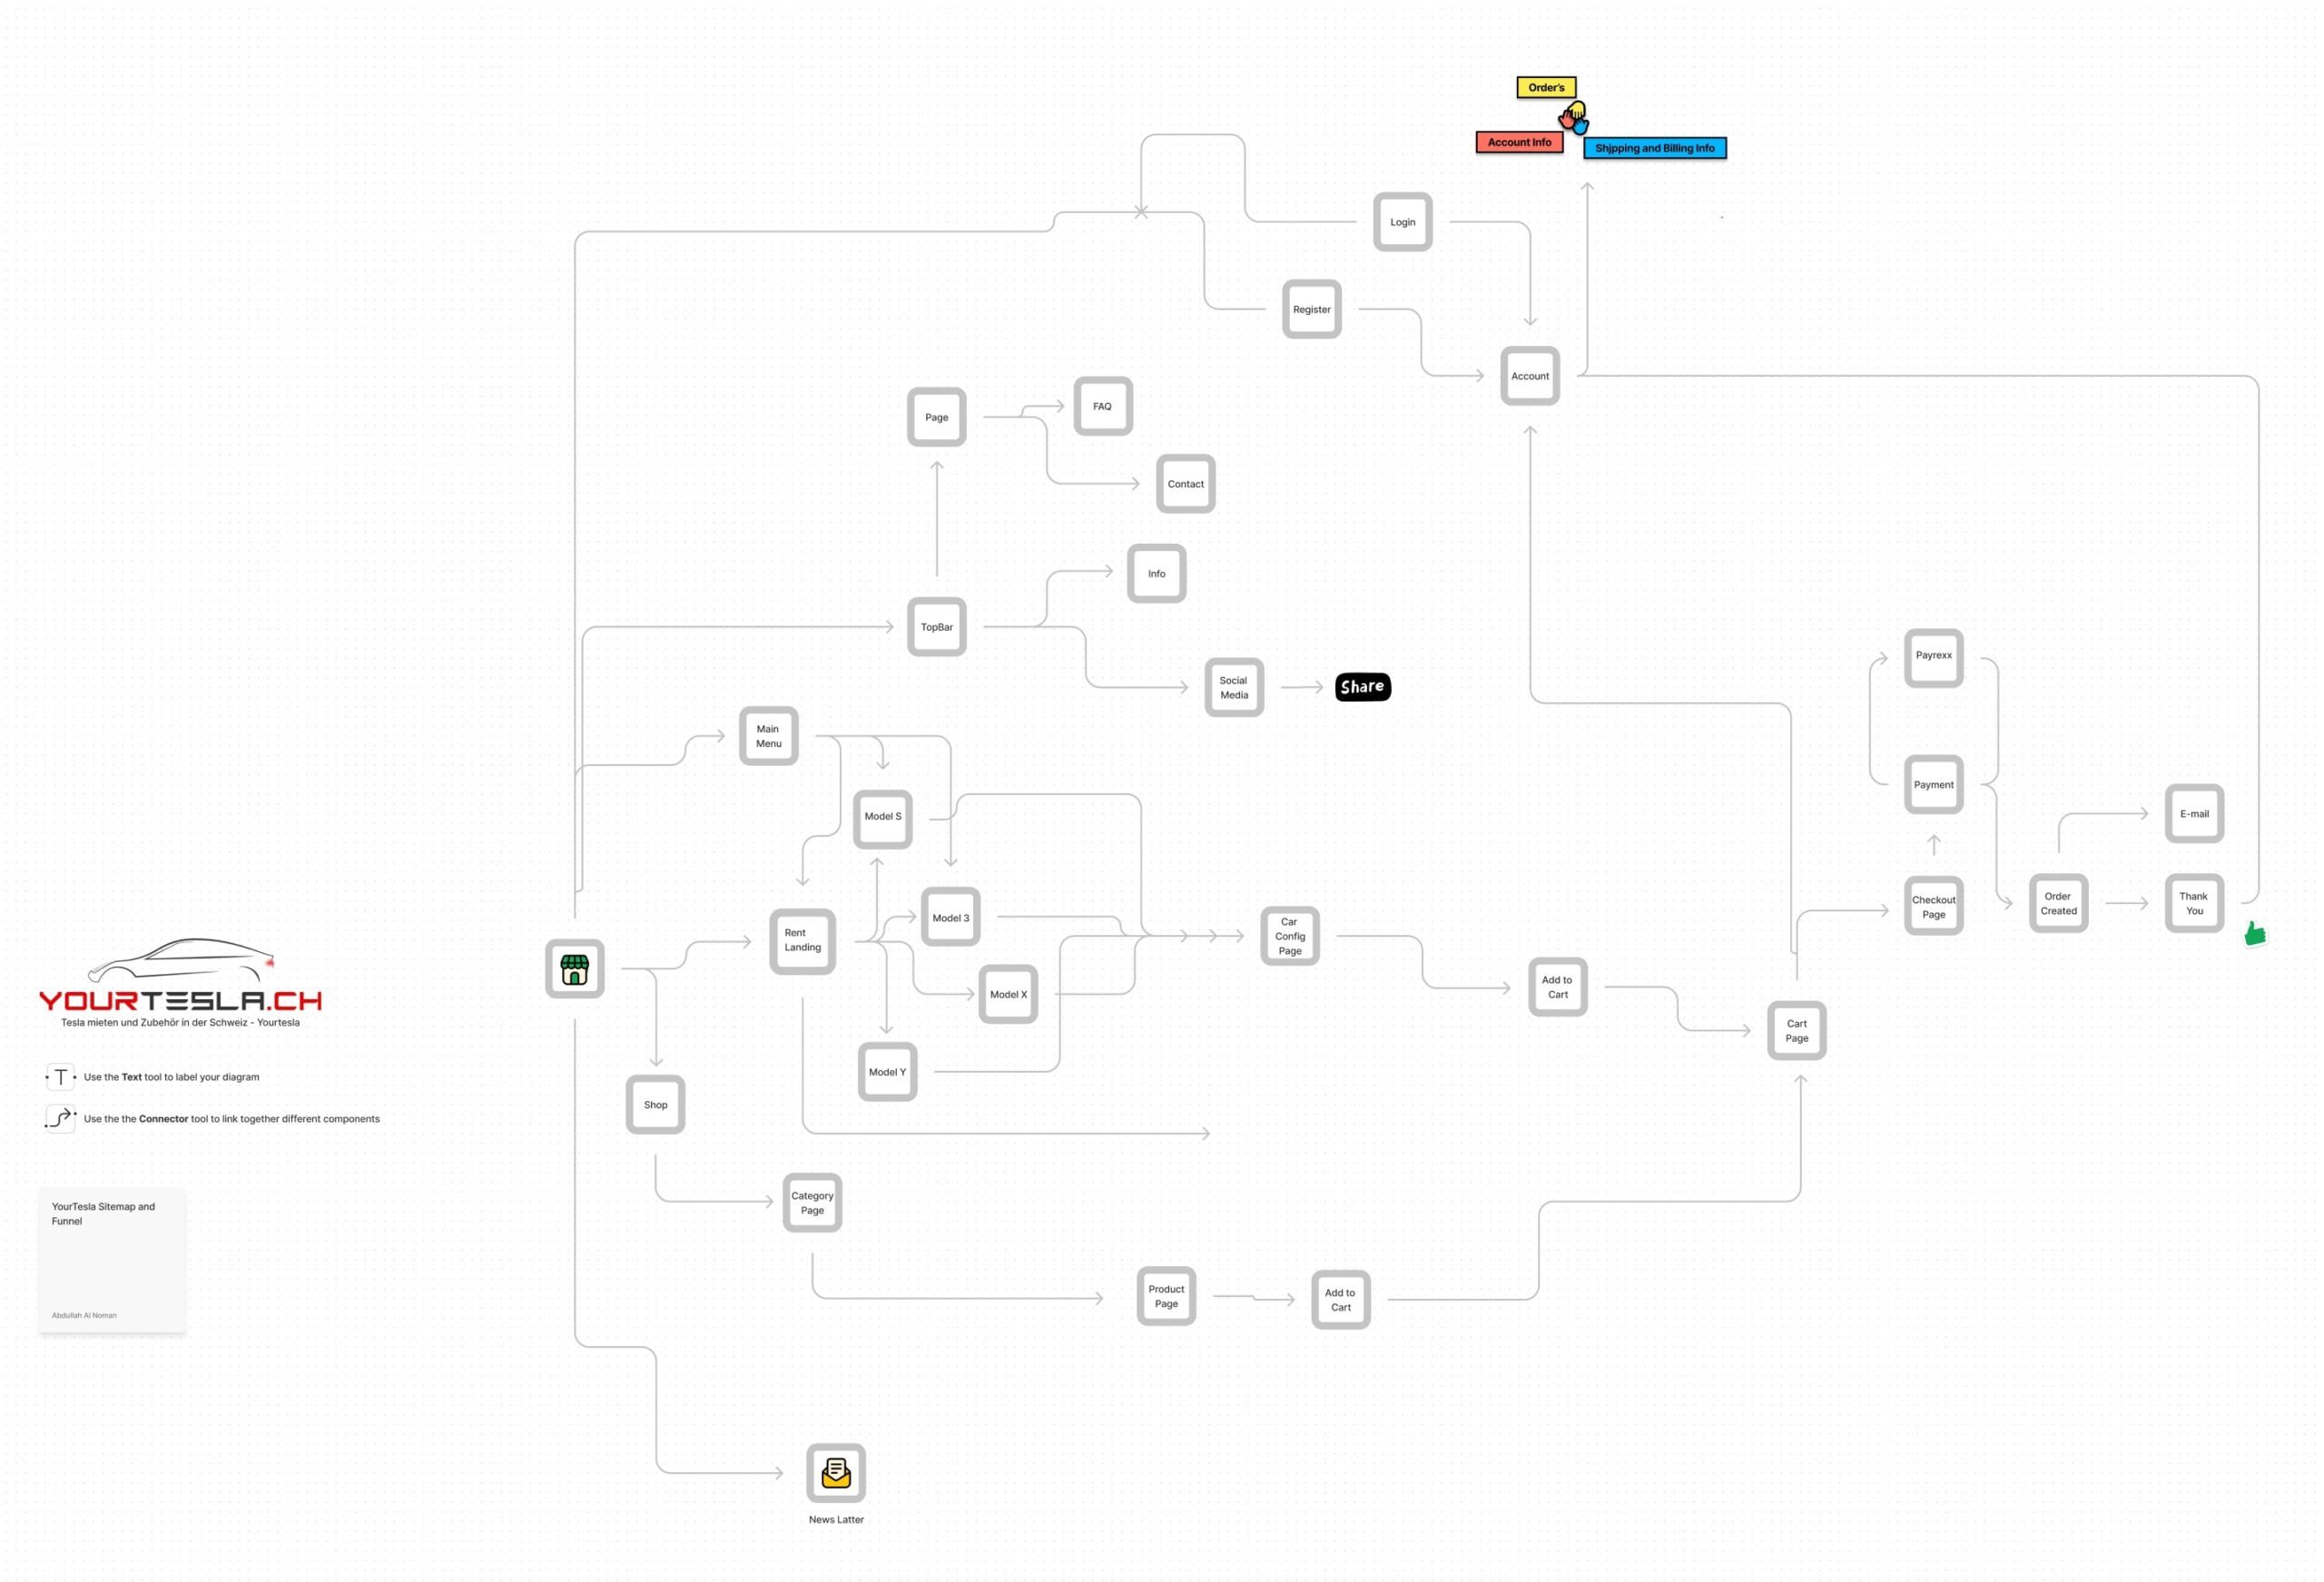 Order's
Account Info
Shjpping and Billing Info
Login
Register
Account
Page
FAQ
Contact
Info
TopBar
Social
Media
Share
Main
Menu
Model S
Model 3
Rent
Landing
Model X
Model Y
Car
Config
Page
Add to
Cart
Cart
Page
Payrexx
Payment
Checkout
Page
Order
Created
E-mail
Thank
You
YOURTESLA.CH
Tesla mieten und Zubehör in der Schweiz - Yourtesla
T
Use the Text tool to label your diagram
Use the the Connector tool to link together different components
Shop
Category
Page
Product
Page
Add to
Cart
YourTesla Sitemap and
Funnel
Abdullah Al Noman
News Latter